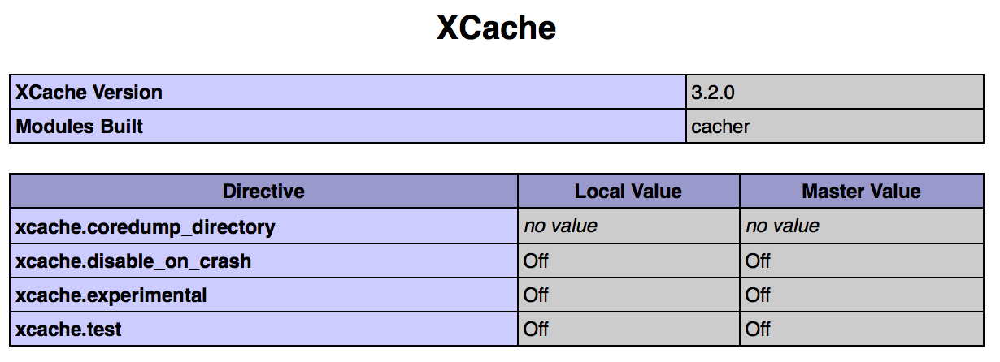 XCache
XCache Version 3.2.0
Modules Built cacher
Directive Local Value Master Value
xcache.coredump_directory no value no value
xcache.disable_on_crash Off Off
xcache.experimental Off Off
xcache.test Off Off